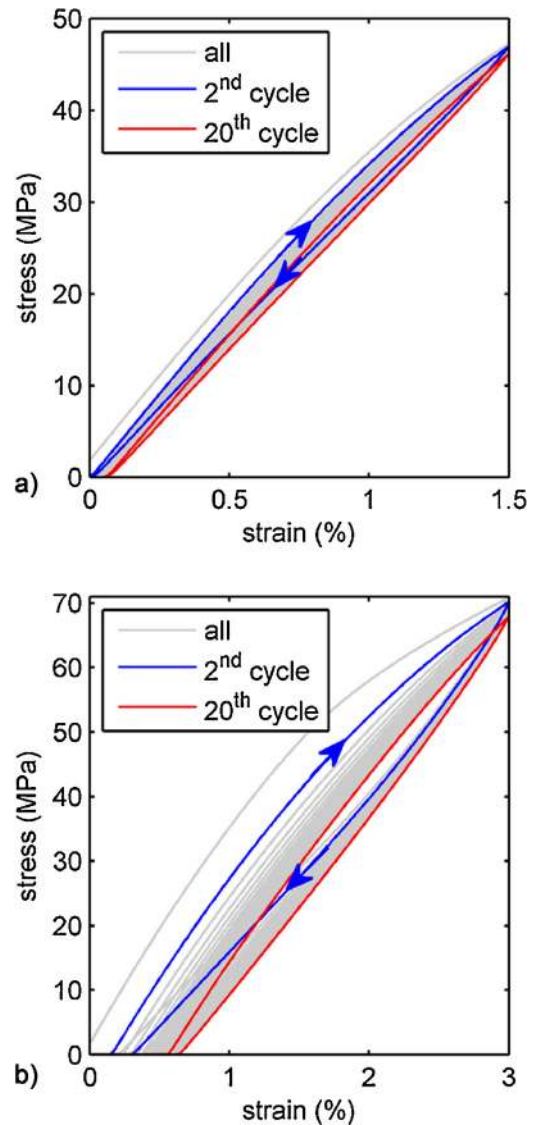 50
40
30
20
10
0
stress (MPa)
all
2nd cycle
20th cycle
0 0.5 1 1.5
strain (%)
a)
70
60
50
40
30
20
10
0
stress (MPa)
all
2nd cycle
20th cycle
0 1 2 3
strain (%)
b)